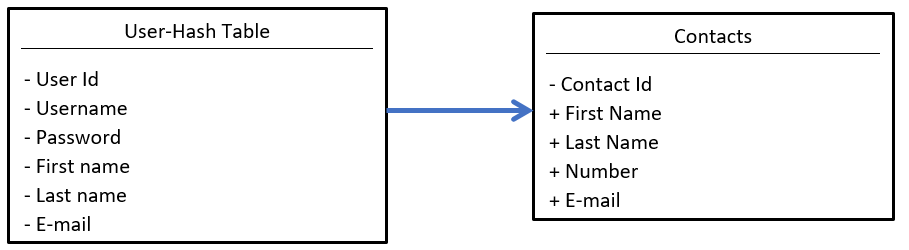 User-Hash Table
- User Id
- Username
- Password
- First name
- Last name
- E-mail
Contacts
- Contact Id
+ First Name
+ Last Name
+ Number
+ E-mail